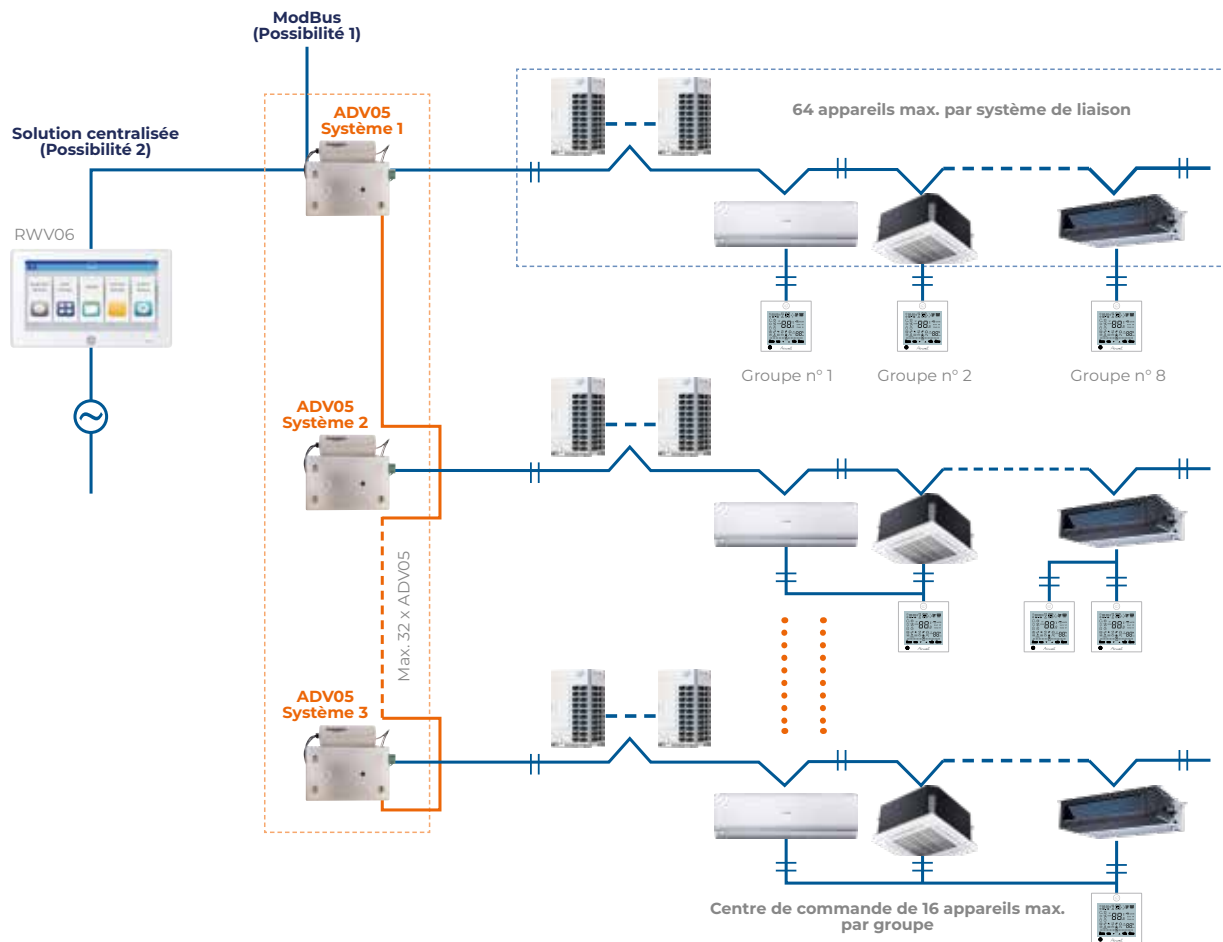 ModBus
(Possibilité 1)
64 appareils max. par système de liaison
ADV05
Système 1
Solution centralisée
(Possibilité 2)
RWV06
Groupe n° 1
Groupe n° 2
Groupe n° 8
ADV05
Système 2
Max. 32 x ADV05
ADV05
Système 3
Centre de commande de 16 appareils max.
par groupe